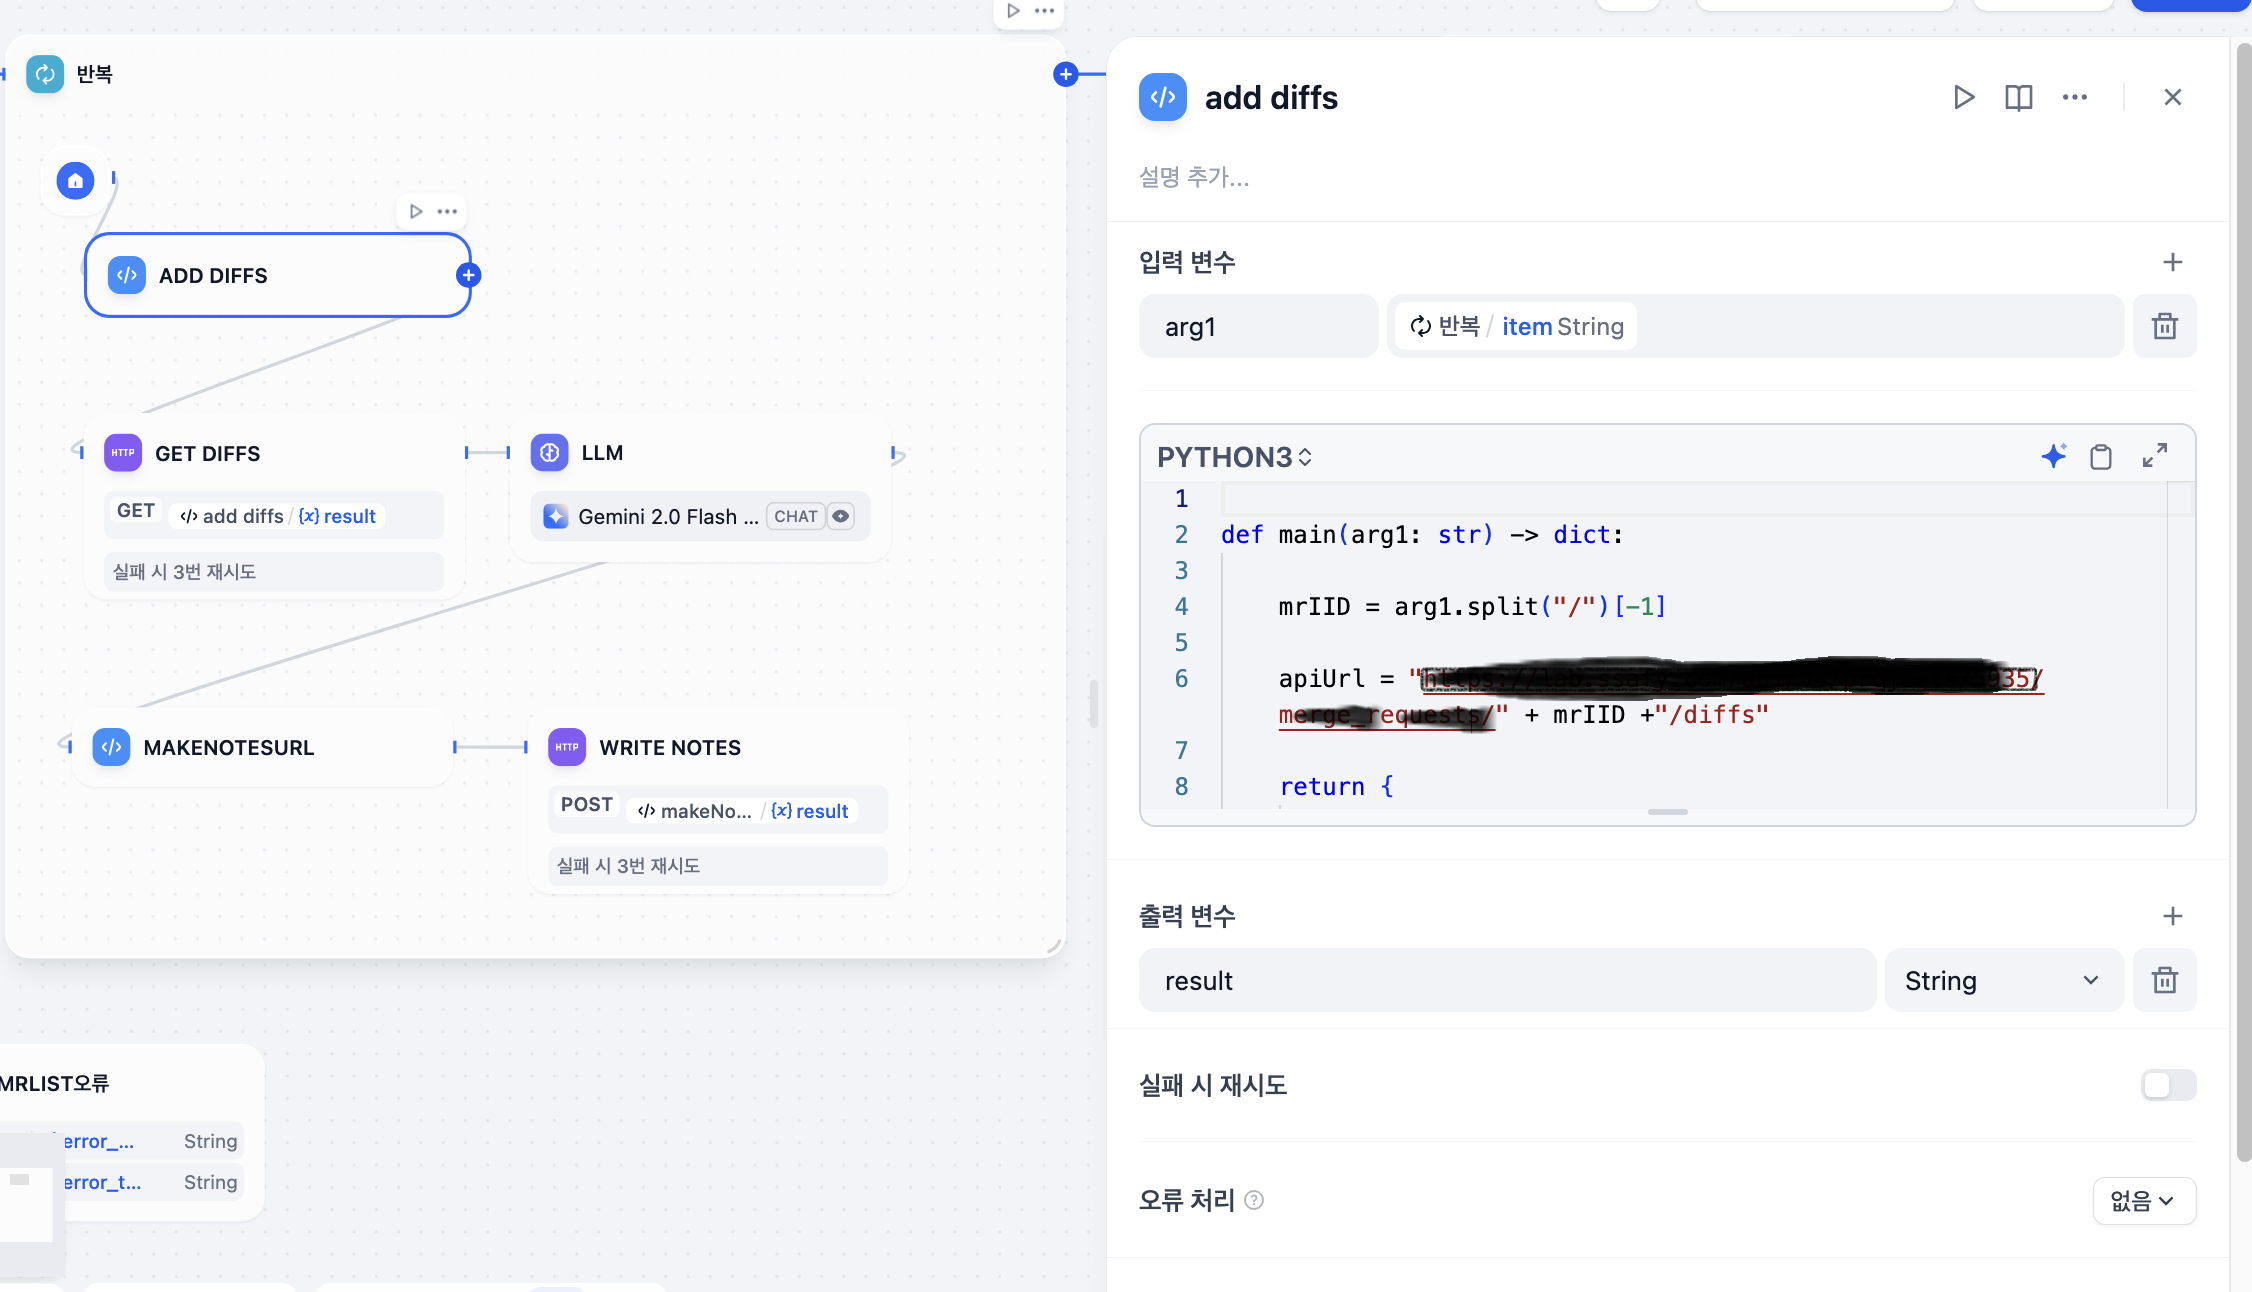 반복
ADD DIFFS
GET DIFFS
HTTP
GET add diffs / {x} result
실패 시 3번 재시도
LLM
Gemini 2.0 Flash ... CHAT
MAKENOTESURL
WRITE NOTES
HTTP
POST makeNo... / {x} result
실패 시 3번 재시도
MRLIST오류
error_... String
error_t... String
add diffs
설명 추가...
입력 변수
arg1 반복 / item String
PYTHON3
1
2 def main(arg1: str) -> dict:
3
4 mrIID = arg1.split("/")[-1]
5
6 apiUrl = " 935/
merge_requests/" + mrIID +"/diffs"
7
8 return {
출력 변수
result String
실패 시 재시도
오류 처리 ?
없음